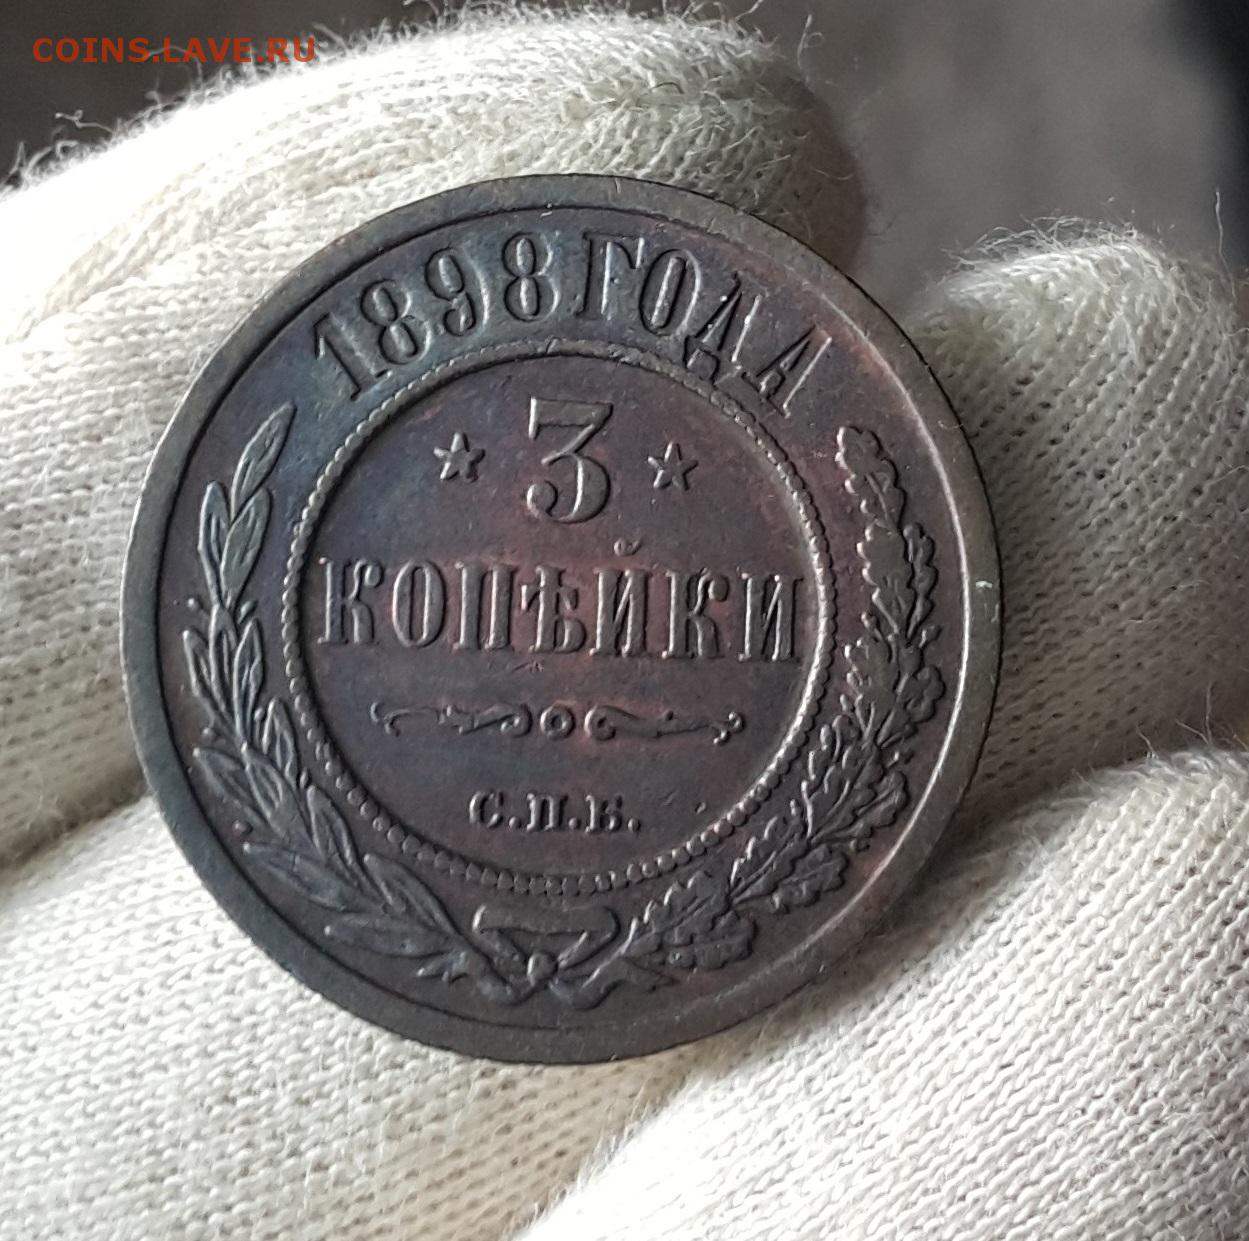 COINS.LAVE.RU
1898 ГОДА
* 3 *
КОПѢЙКИ
С.П.Б.